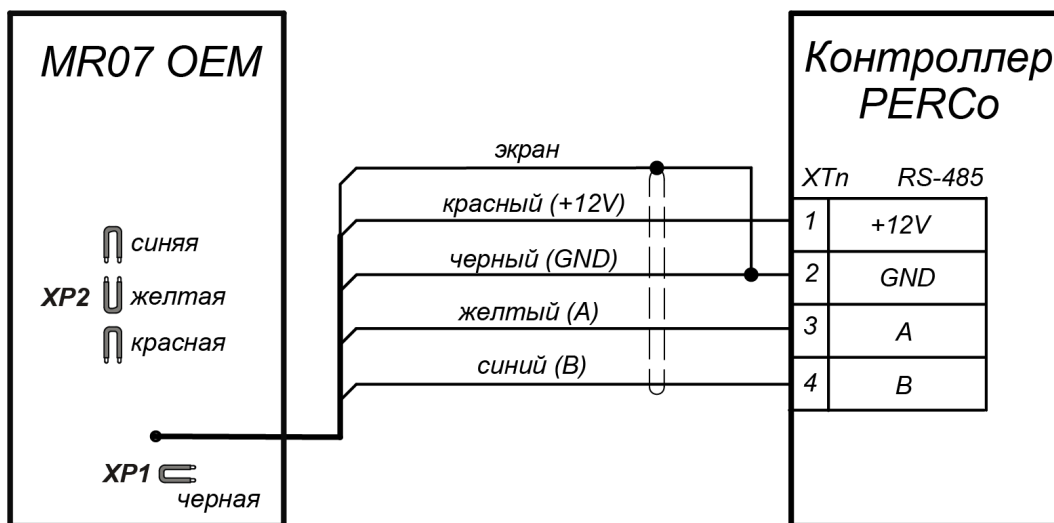 MR07 OEM
синяя
XP2 желтая
красная
XP1
черная
экран
красный (+12V)
черный (GND)
желтый (A)
синий (B)
Контроллер
PERCo
XTn RS-485
1 +12V
2 GND
3 A
4 B